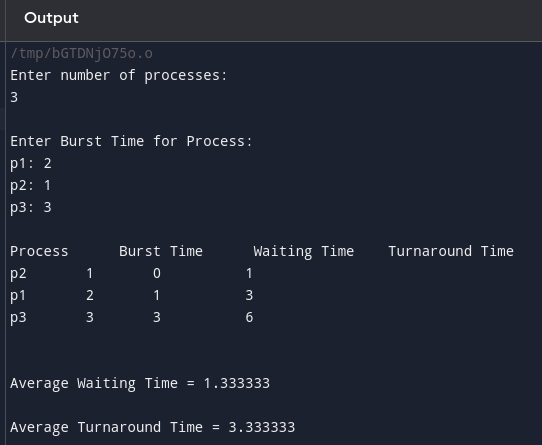 Output
/tmp/bGTDNjO75o.o
Enter number of processes:
3
Enter Burst Time for Process:
p1: 2
p2: 1
p3: 3
Process Burst Time Waiting Time Turnaround Time
p2 1 0 1
p1 2 1 3
p3 3 3 6
Average Waiting Time = 1.333333
Average Turnaround Time = 3.333333